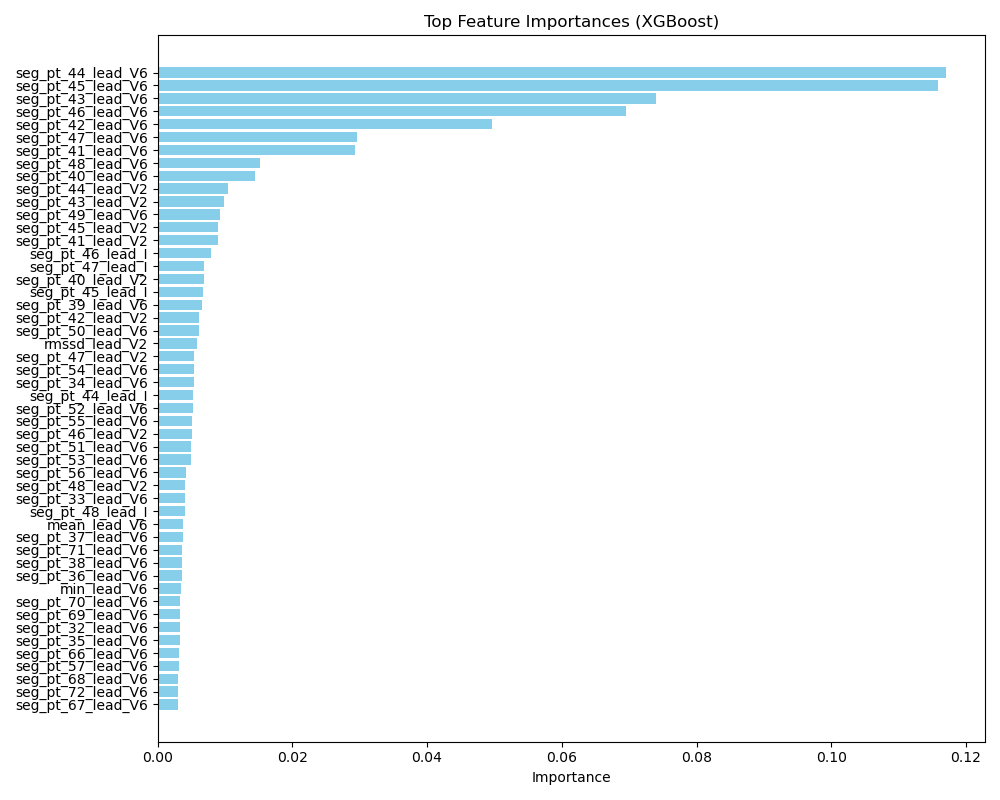 Top Feature Importances (XGBoost)
seg_pt_44_lead_V6
seg_pt_45_lead_V6
seg_pt_43_lead_V6
seg_pt_46_lead_V6
seg_pt_42_lead_V6
seg_pt_47_lead_V6
seg_pt_41_lead_V6
seg_pt_48_lead_V6
seg_pt_40_lead_V6
seg_pt_44_lead_V2
seg_pt_43_lead_V2
seg_pt_49_lead_V6
seg_pt_45_lead_V2
seg_pt_41_lead_V2
seg_pt_46_lead_I
seg_pt_47_lead_I
seg_pt_40_lead_V2
seg_pt_45_lead_I
seg_pt_39_lead_V6
seg_pt_42_lead_V2
seg_pt_50_lead_V6
rmssd_lead_V2
seg_pt_47_lead_V2
seg_pt_54_lead_V6
seg_pt_34_lead_V6
seg_pt_44_lead_I
seg_pt_52_lead_V6
seg_pt_55_lead_V6
seg_pt_46_lead_V2
seg_pt_51_lead_V6
seg_pt_53_lead_V6
seg_pt_56_lead_V6
seg_pt_48_lead_V2
seg_pt_33_lead_V6
seg_pt_48_lead_I
mean_lead_V6
seg_pt_37_lead_V6
seg_pt_71_lead_V6
seg_pt_38_lead_V6
seg_pt_36_lead_V6
min_lead_V6
seg_pt_70_lead_V6
seg_pt_69_lead_V6
seg_pt_32_lead_V6
seg_pt_35_lead_V6
seg_pt_66_lead_V6
seg_pt_57_lead_V6
seg_pt_68_lead_V6
seg_pt_72_lead_V6
seg_pt_67_lead_V6
0.00 0.02 0.04 0.06 0.08 0.10 0.12
Importance